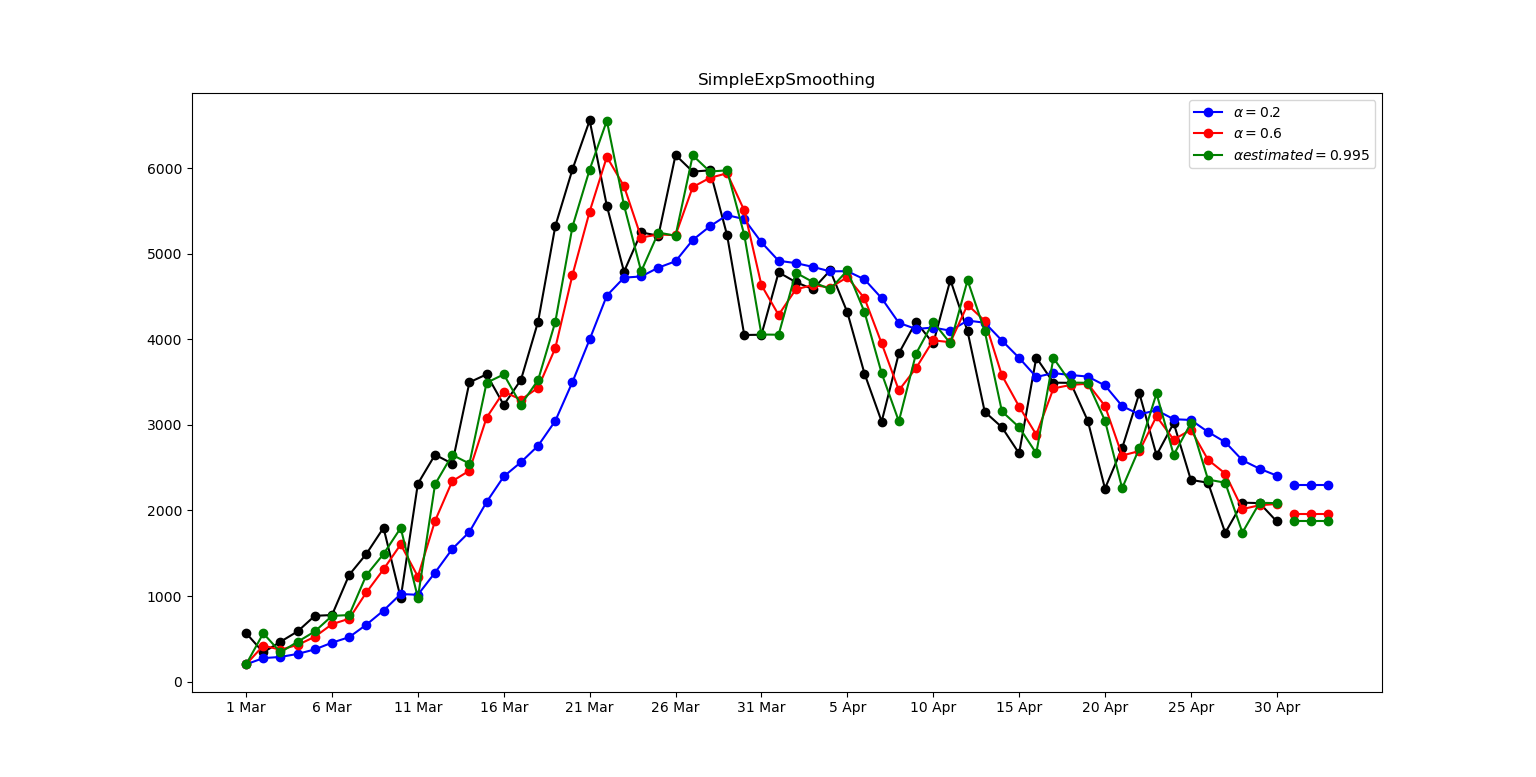 SimpleExpSmoothing
α = 0.2
α = 0.6
αestimated = 0.995
6000
5000
4000
3000
2000
1000
0
1 Mar 6 Mar 11 Mar 16 Mar 21 Mar 26 Mar 31 Mar 5 Apr 10 Apr 15 Apr 20 Apr 25 Apr 30 Apr